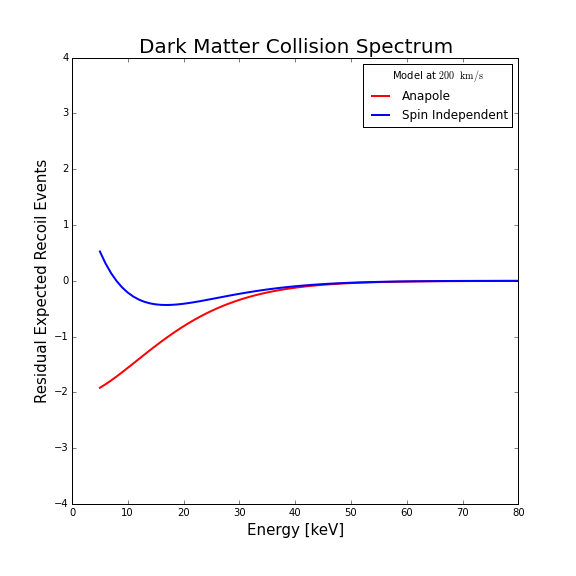 Dark Matter Collision Spectrum
Model at 200 km/s
Anapole
Spin Independent
Residual Expected Recoil Events
4
3
2
1
0
−1
−2
−3
−4
0 10 20 30 40 50 60 70 80
Energy [keV]